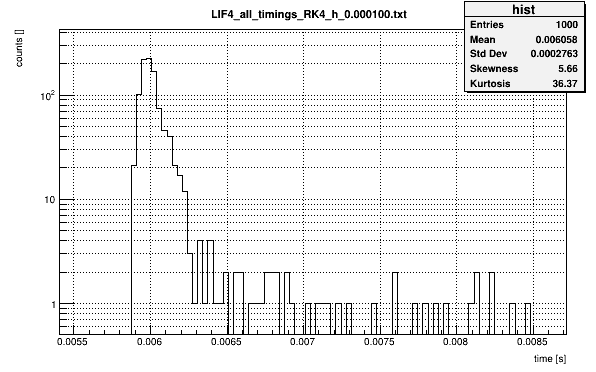 LIF4_all_timings_RK4_h_0.000100.txt
hist
Entries 1000
Mean 0.006058
Std Dev 0.0002763
Skewness 5.66
Kurtosis 36.37
counts []
10²
10
1
0.0055 0.006 0.0065 0.007 0.0075 0.008 0.0085
time [s]